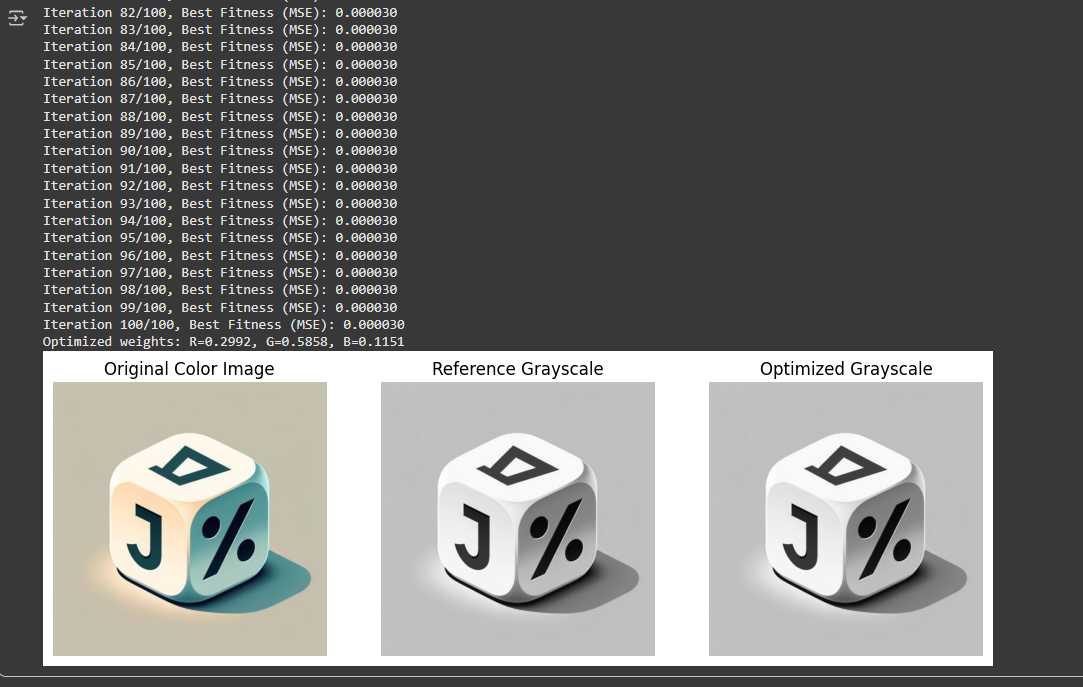 Iteration 82/100, Best Fitness (MSE): 0.000030
Iteration 83/100, Best Fitness (MSE): 0.000030
Iteration 84/100, Best Fitness (MSE): 0.000030
Iteration 85/100, Best Fitness (MSE): 0.000030
Iteration 86/100, Best Fitness (MSE): 0.000030
Iteration 87/100, Best Fitness (MSE): 0.000030
Iteration 88/100, Best Fitness (MSE): 0.000030
Iteration 89/100, Best Fitness (MSE): 0.000030
Iteration 90/100, Best Fitness (MSE): 0.000030
Iteration 91/100, Best Fitness (MSE): 0.000030
Iteration 92/100, Best Fitness (MSE): 0.000030
Iteration 93/100, Best Fitness (MSE): 0.000030
Iteration 94/100, Best Fitness (MSE): 0.000030
Iteration 95/100, Best Fitness (MSE): 0.000030
Iteration 96/100, Best Fitness (MSE): 0.000030
Iteration 97/100, Best Fitness (MSE): 0.000030
Iteration 98/100, Best Fitness (MSE): 0.000030
Iteration 99/100, Best Fitness (MSE): 0.000030
Iteration 100/100, Best Fitness (MSE): 0.000030
Optimized weights: R=0.2992, G=0.5858, B=0.1151
Original Color Image Reference Grayscale Optimized Grayscale
J % J % J %